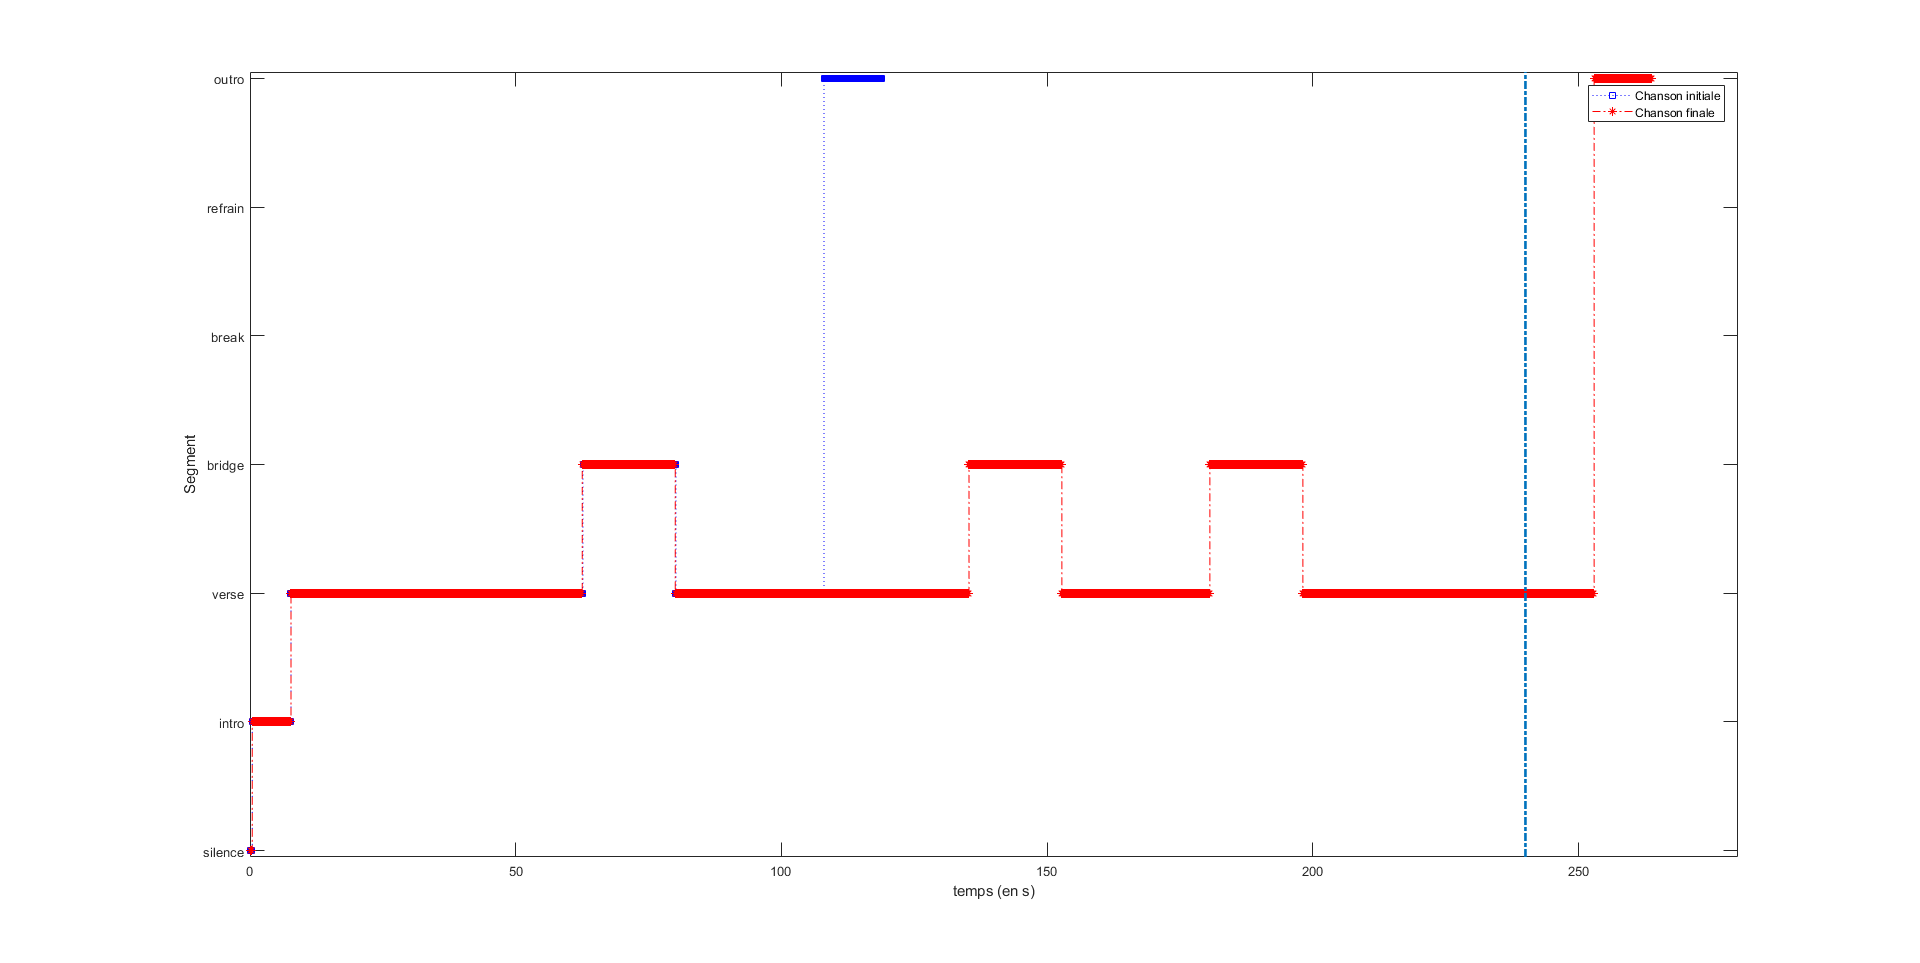 outro
refrain
break
bridge
verse
intro
silence
Segment
0 50 100 150 200 250
temps (en s)
Chanson initiale
Chanson finale